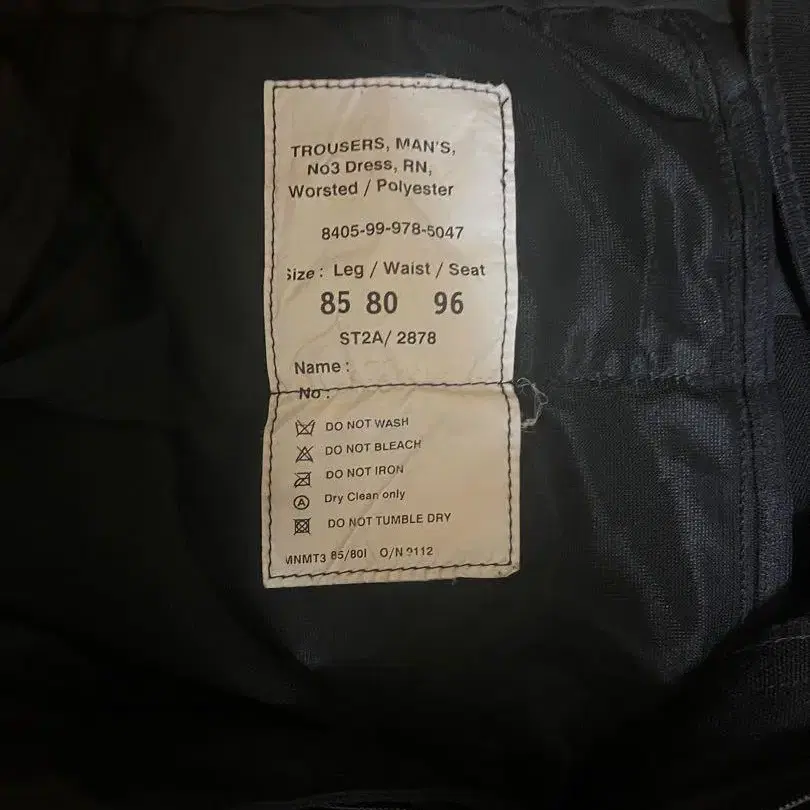 TROUSERS, MAN'S,
No3 Dress, RN,
Worsted / Polyester
8405-99-978-5047
Size : Leg / Waist / Seat
85 80 96
ST2A/ 2878
Name :
No :
DO NOT WASH
DO NOT BLEACH
DO NOT IRON
A Dry Clean only
DO NOT TUMBLE DRY
MNMT3 85/80I O/N 9112